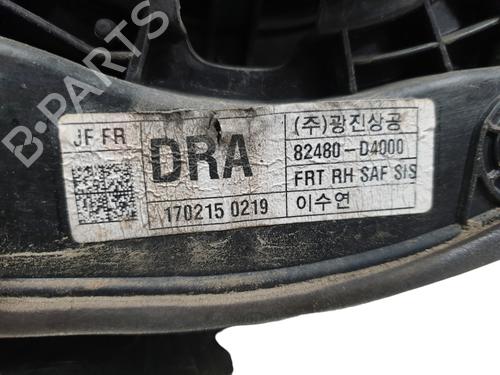 JF FR
DRA
170215 0219
(주)광진상공
82480-D4000
FRT RH SAF SIS
이수연
B-PARTS